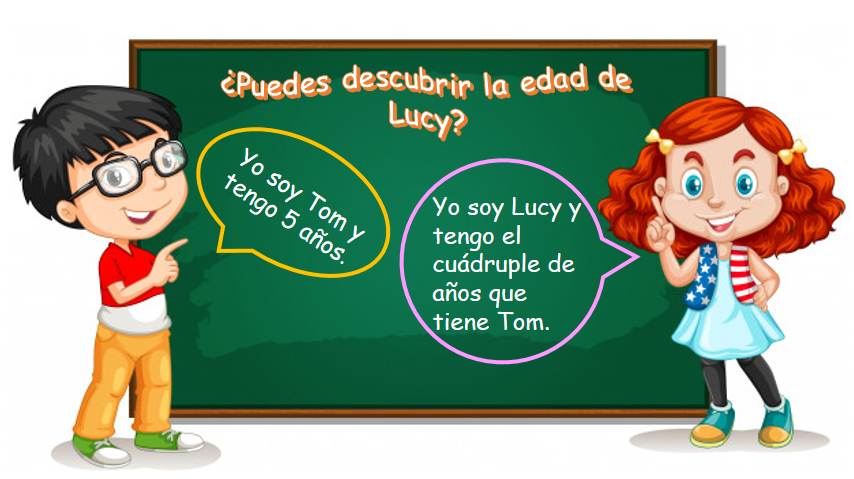 ¿Puedes descubrir la edad de
Lucy?
Yo soy Tom y
tengo 5 años.
Yo soy Lucy y
tengo el
cuádruple de
años que
tiene Tom.